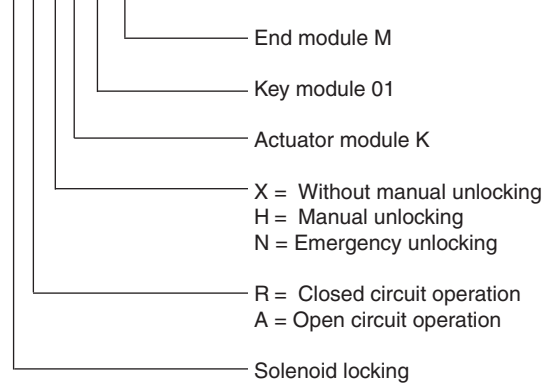 End module M
Key module 01
Actuator module K
X = Without manual unlocking
H = Manual unlocking
N = Emergency unlocking
R = Closed circuit operation
A = Open circuit operation
Solenoid locking